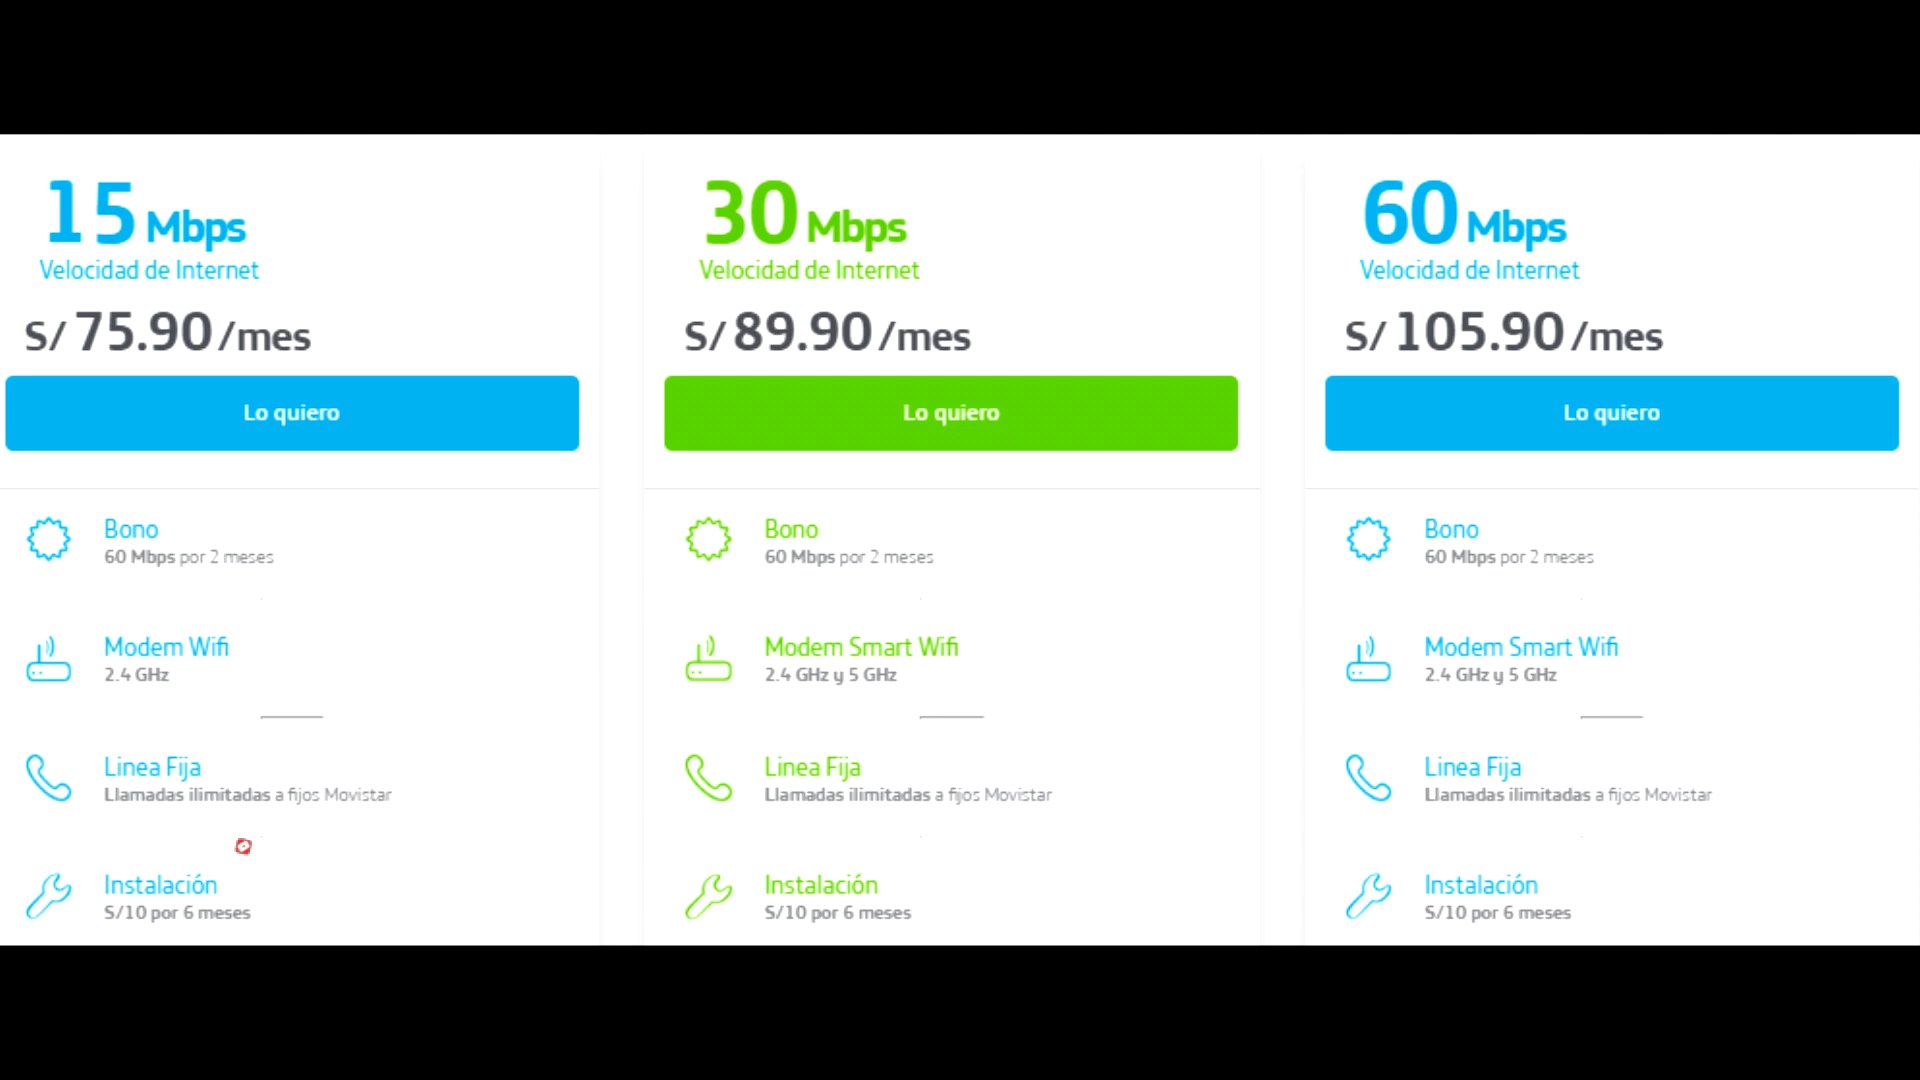 15 Mbps
Velocidad de Internet
S/ 75.90 /mes
Lo quiero
Bono
60 Mbps por 2 meses
Modem Wifi
2.4 GHz
Linea Fija
Llamadas ilimitadas a fijos Movistar
Instalación
S/10 por 6 meses
30 Mbps
Velocidad de Internet
S/ 89.90 /mes
Lo quiero
Bono
60 Mbps por 2 meses
Modem Smart Wifi
2.4 GHz y 5 GHz
Linea Fija
Llamadas ilimitadas a fijos Movistar
Instalación
S/10 por 6 meses
60 Mbps
Velocidad de Internet
S/ 105.90 /mes
Lo quiero
Bono
60 Mbps por 2 meses
Modem Smart Wifi
2.4 GHz y 5 GHz
Linea Fija
Llamadas ilimitadas a fijos Movistar
Instalación
S/10 por 6 meses